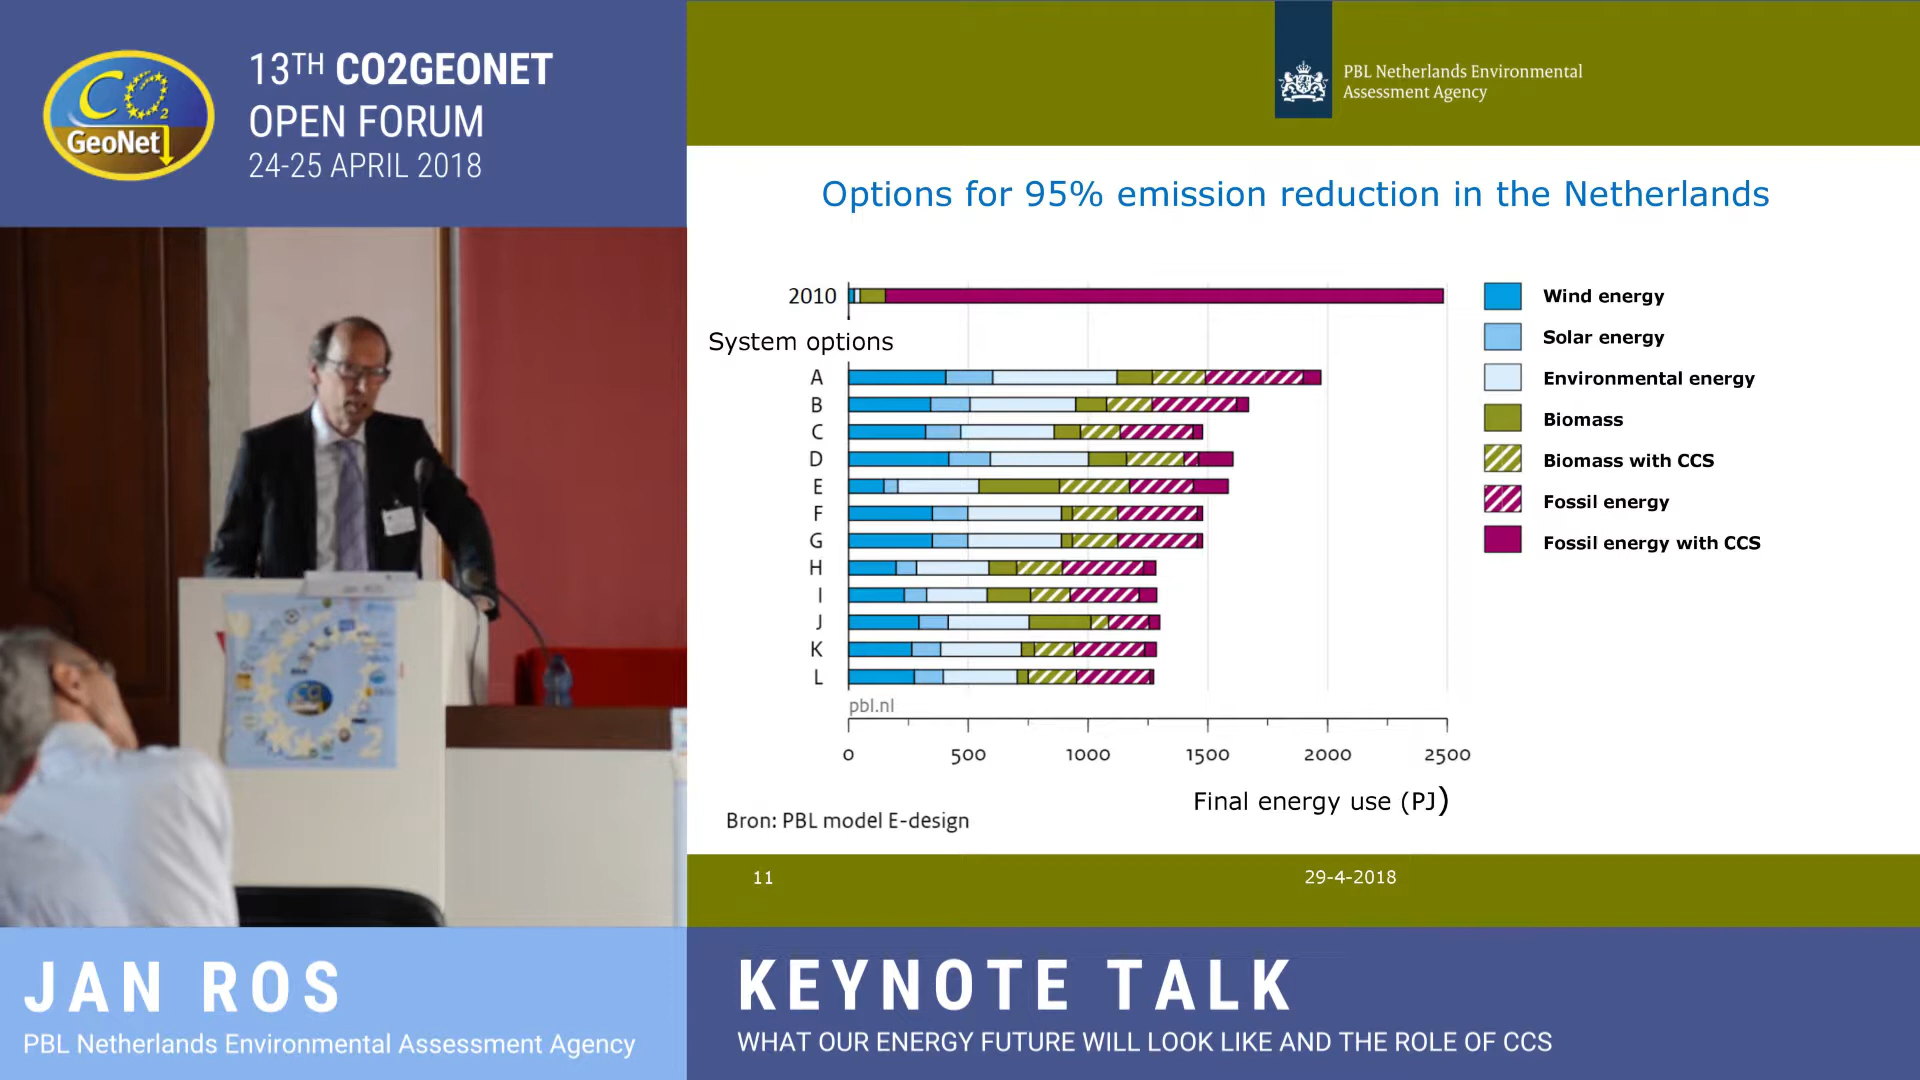 CO2
GeoNet
13TH CO2GEONET
OPEN FORUM
24-25 APRIL 2018
PBL Netherlands Environmental
Assessment Agency
Options for 95% emission reduction in the Netherlands
2010
System options
A
B
C
D
E
F
G
H
I
J
K
L
pbl.nl
0 500 1000 1500 2000 2500
Final energy use (PJ)
Bron: PBL model E-design
Wind energy
Solar energy
Environmental energy
Biomass
Biomass with CCS
Fossil energy
Fossil energy with CCS
11
29-4-2018
JAN ROS
PBL Netherlands Environmental Assessment Agency
KEYNOTE TALK
WHAT OUR ENERGY FUTURE WILL LOOK LIKE AND THE ROLE OF CCS